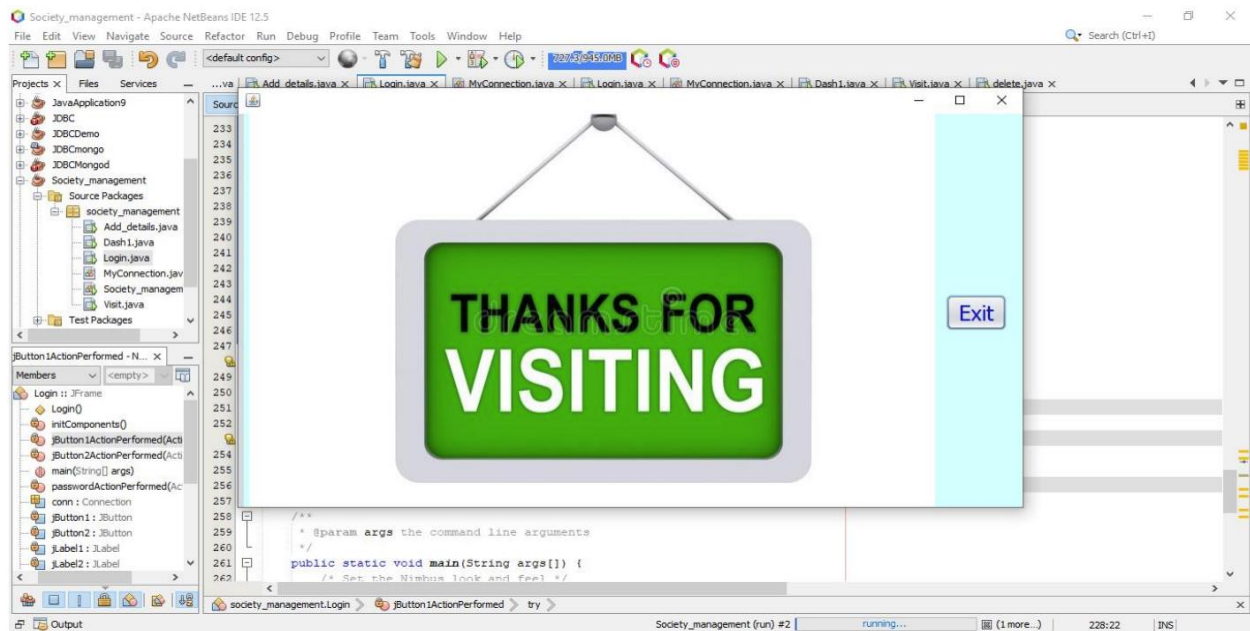 Society_management - Apache NetBeans IDE 12.5
File Edit View Navigate Source Refactor Run Debug Profile Team Tools Window Help
Search (Ctrl+I)
<default config>
727.3/945.0MB
Projects Files Services
...va Add_details.java Login.java MyConnection.java Login.java MyConnection.java Dash1.java Visit.java delete.java
JavaApplication9
JDBC
JDBCDemo
JDBCmongo
JDBCMongod
Society_management
Source Packages
society_management
Add_details.java
Dash1.java
Login.java
MyConnection.jav
Society_managem
Visit.java
Test Packages
jButton1ActionPerformed - N...
Members <empty>
Login :: JFrame
Login()
initComponents()
jButton1ActionPerformed(Acti
jButton2ActionPerformed(Acti
main(String[] args)
passwordActionPerformed(Ac
conn : Connection
jButton1 : JButton
jButton2 : JButton
jLabel1 : JLabel
jLabel2 : JLabel
Sourc
233
234
235
236
237
238
239
240
241
242
243
244
245
246
247
249
250
251
252
254
255
256
257
THANKS FOR
VISITING
dreamstime
Exit
258 /**
259 * @param args the command line arguments
260 */
261 public static void main(String args[]) {
262 /* Set the Nimbus look and feel */
society_management.Login jButton1ActionPerformed try
Output
Society_management (run) #2 running... (1 more...) 228:22 INS